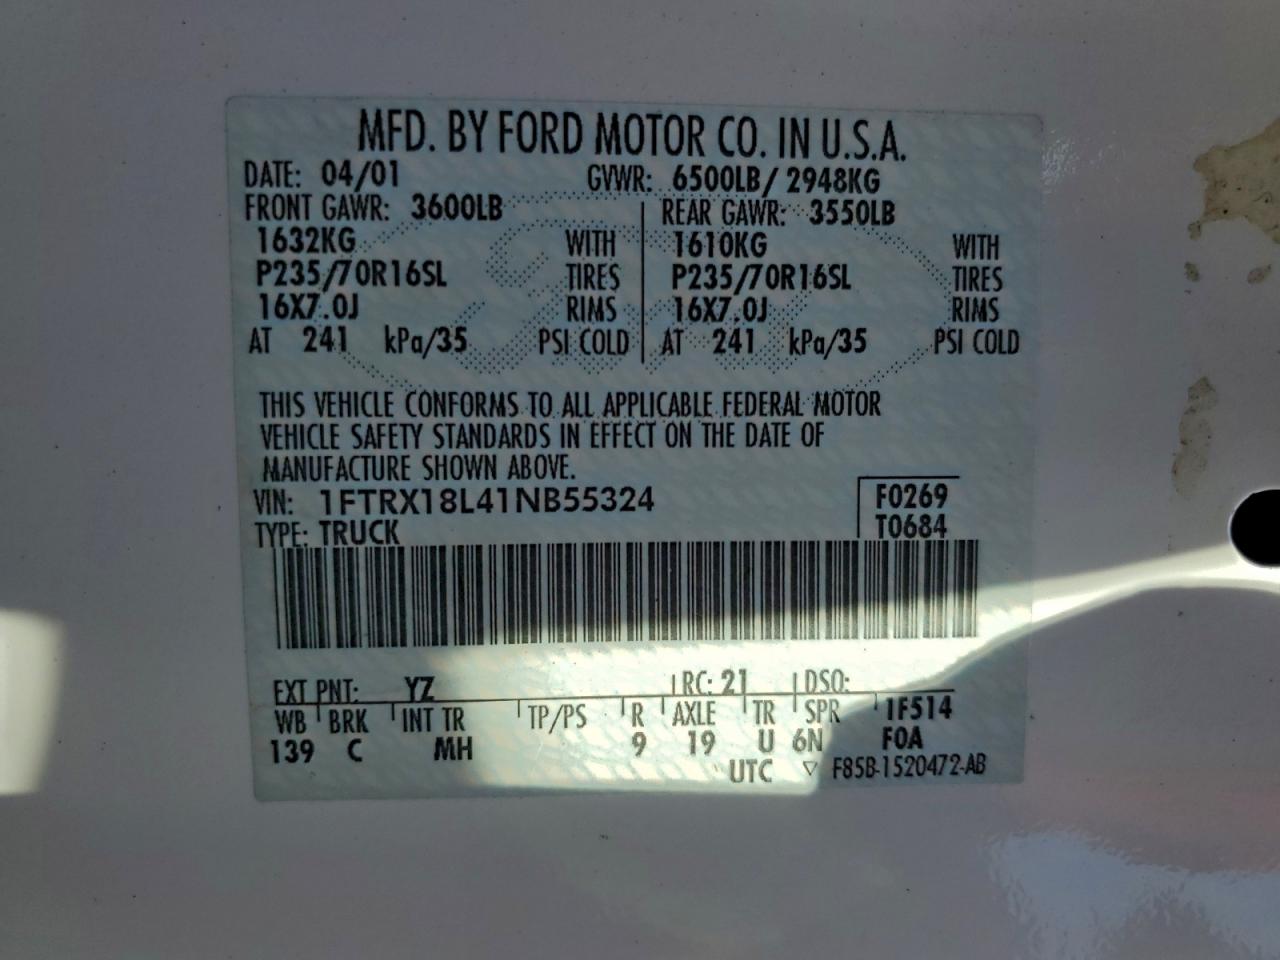 MFD. BY FORD MOTOR CO. IN U.S.A.
DATE: 04/01 GVWR: 6500LB/ 2948KG
FRONT GAWR: 3600LB REAR GAWR: 3550LB
1632KG WITH 1610KG WITH
P235/70R16SL TIRES P235/70R16SL TIRES
16X7.0J RIMS 16X7.0J RIMS
AT 241 kPa/35 PSI COLD AT 241 kPa/35 PSI COLD
THIS VEHICLE CONFORMS TO ALL APPLICABLE FEDERAL MOTOR
VEHICLE SAFETY STANDARDS IN EFFECT ON THE DATE OF
MANUFACTURE SHOWN ABOVE.
VIN: 1FTRX18L41NB55324 F0269
TYPE: TRUCK T0684
EXT PNT: YZ RC: 21 DSO:
WB BRK INT TR TP/PS R AXLE TR SPR 1F514
139 C MH 9 19 U 6N F0A
UTC ▽ F85B-1520472-AB